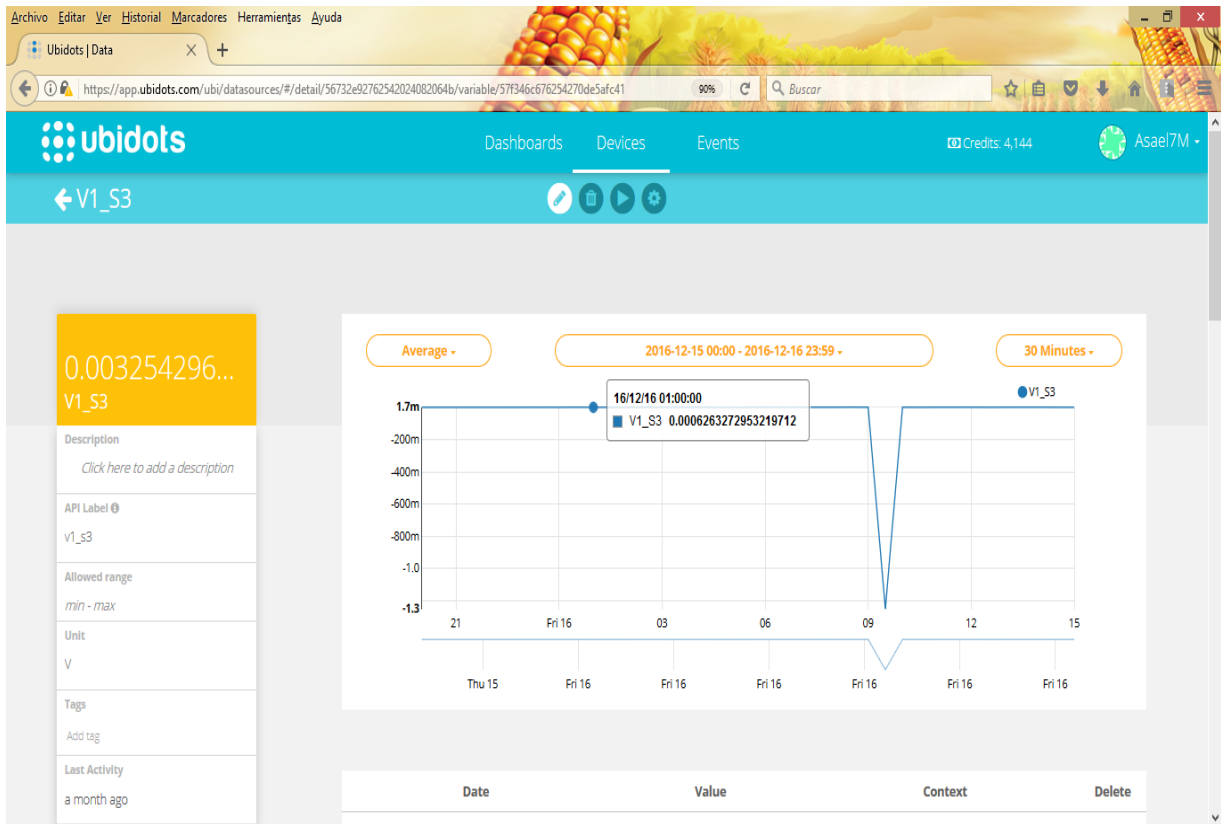 Archivo Editar Ver Historial Marcadores Herramientas Ayuda
Ubidots | Data
https://app.ubidots.com/ubi/datasources/#/detail/56732e92762542024082064b/variable/57f346c676254270de5afc41
90%
Buscar
ubidots
Dashboards Devices Events
Credits: 4,144
Asael7M
V1_S3
0.003254296...
V1_S3
Description
Click here to add a description
API Label
v1_s3
Allowed range
min - max
Unit
V
Tags
Add tag
Last Activity
a month ago
Average
2016-12-15 00:00 - 2016-12-16 23:59
30 Minutes
V1_S3
16/12/16 01:00:00
V1_S3 0.0006263272953219712
1.7m
-200m
-400m
-600m
-800m
-1.0
-1.3
21 Fri 16 03 06 09 12 15
Thu 15 Fri 16 Fri 16 Fri 16 Fri 16 Fri 16 Fri 16
Date Value Context Delete